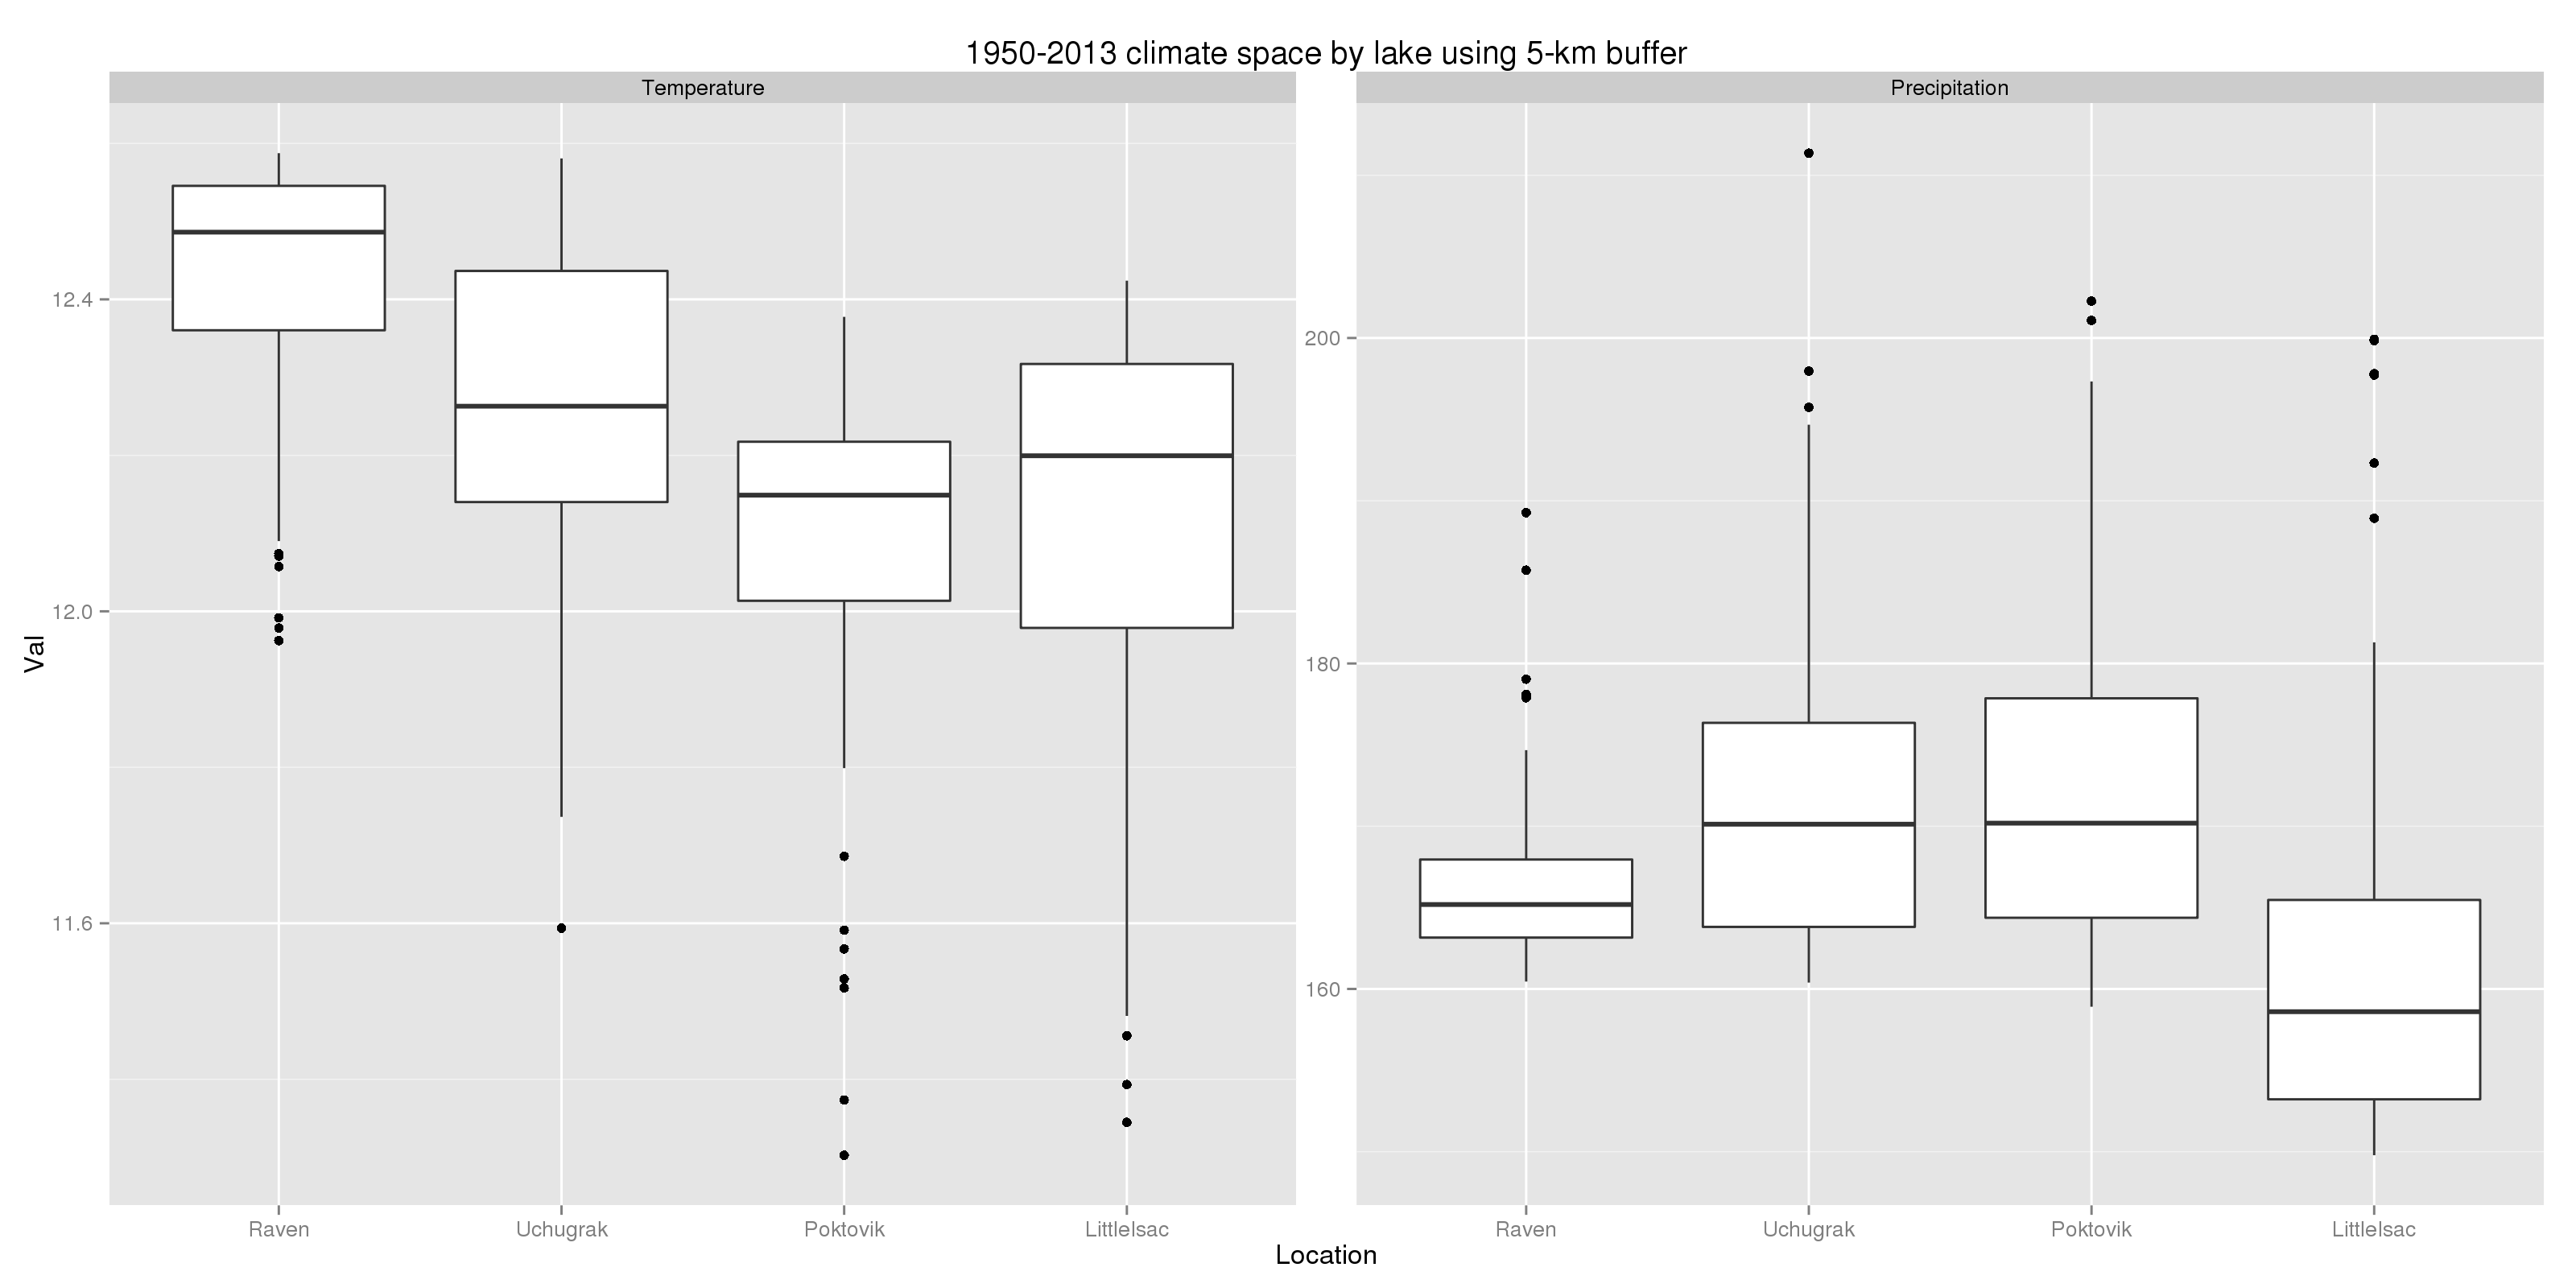 1950-2013 climate space by lake using 5-km buffer
Temperature
Precipitation
Val
12.4
12.0
11.6
200
180
160
Raven
Uchugrak
Poktovik
LittleIsac
Raven
Uchugrak
Poktovik
LittleIsac
Location